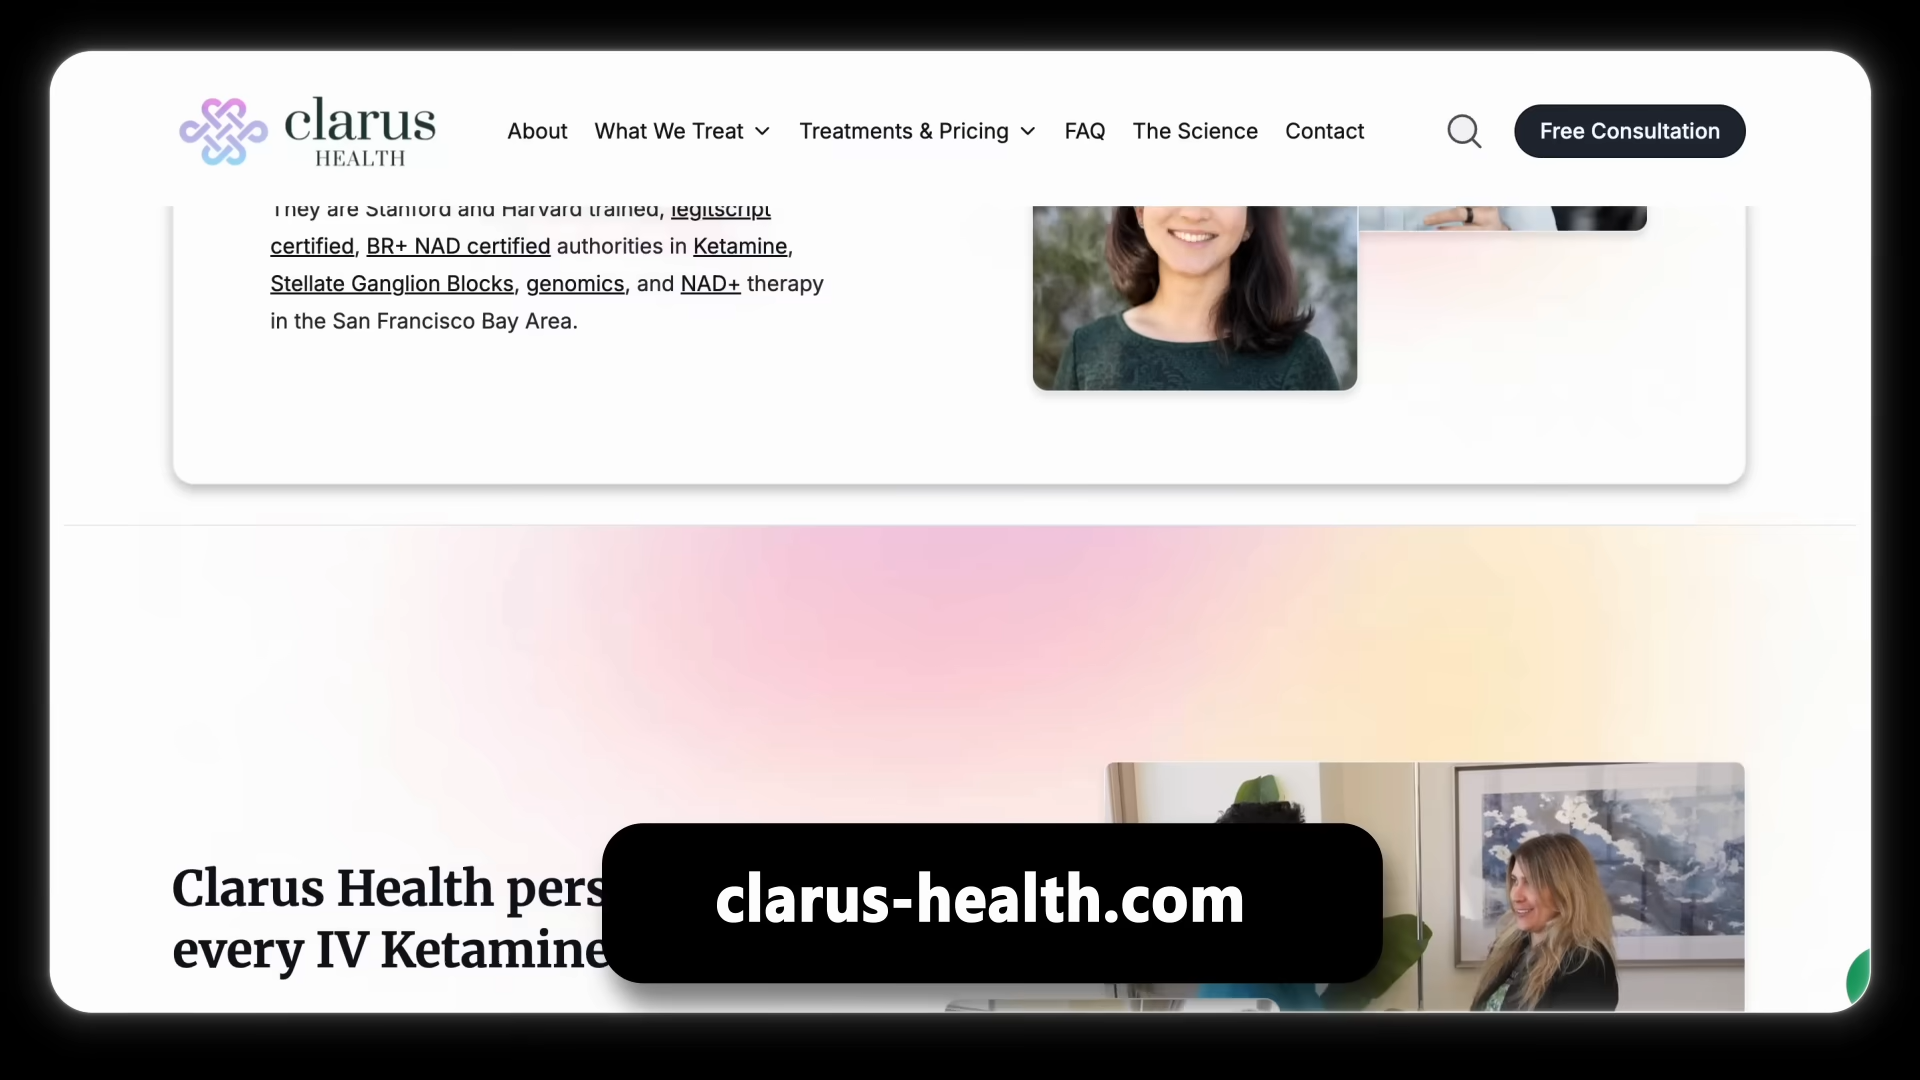 clarus
HEALTH
About What We Treat Treatments & Pricing FAQ The Science Contact Free Consultation
They are Stanford and Harvard trained, legitscript
certified, BR+ NAD certified authorities in Ketamine,
Stellate Ganglion Blocks, genomics, and NAD+ therapy
in the San Francisco Bay Area.
Clarus Health pers
every IV Ketamine
clarus-health.com